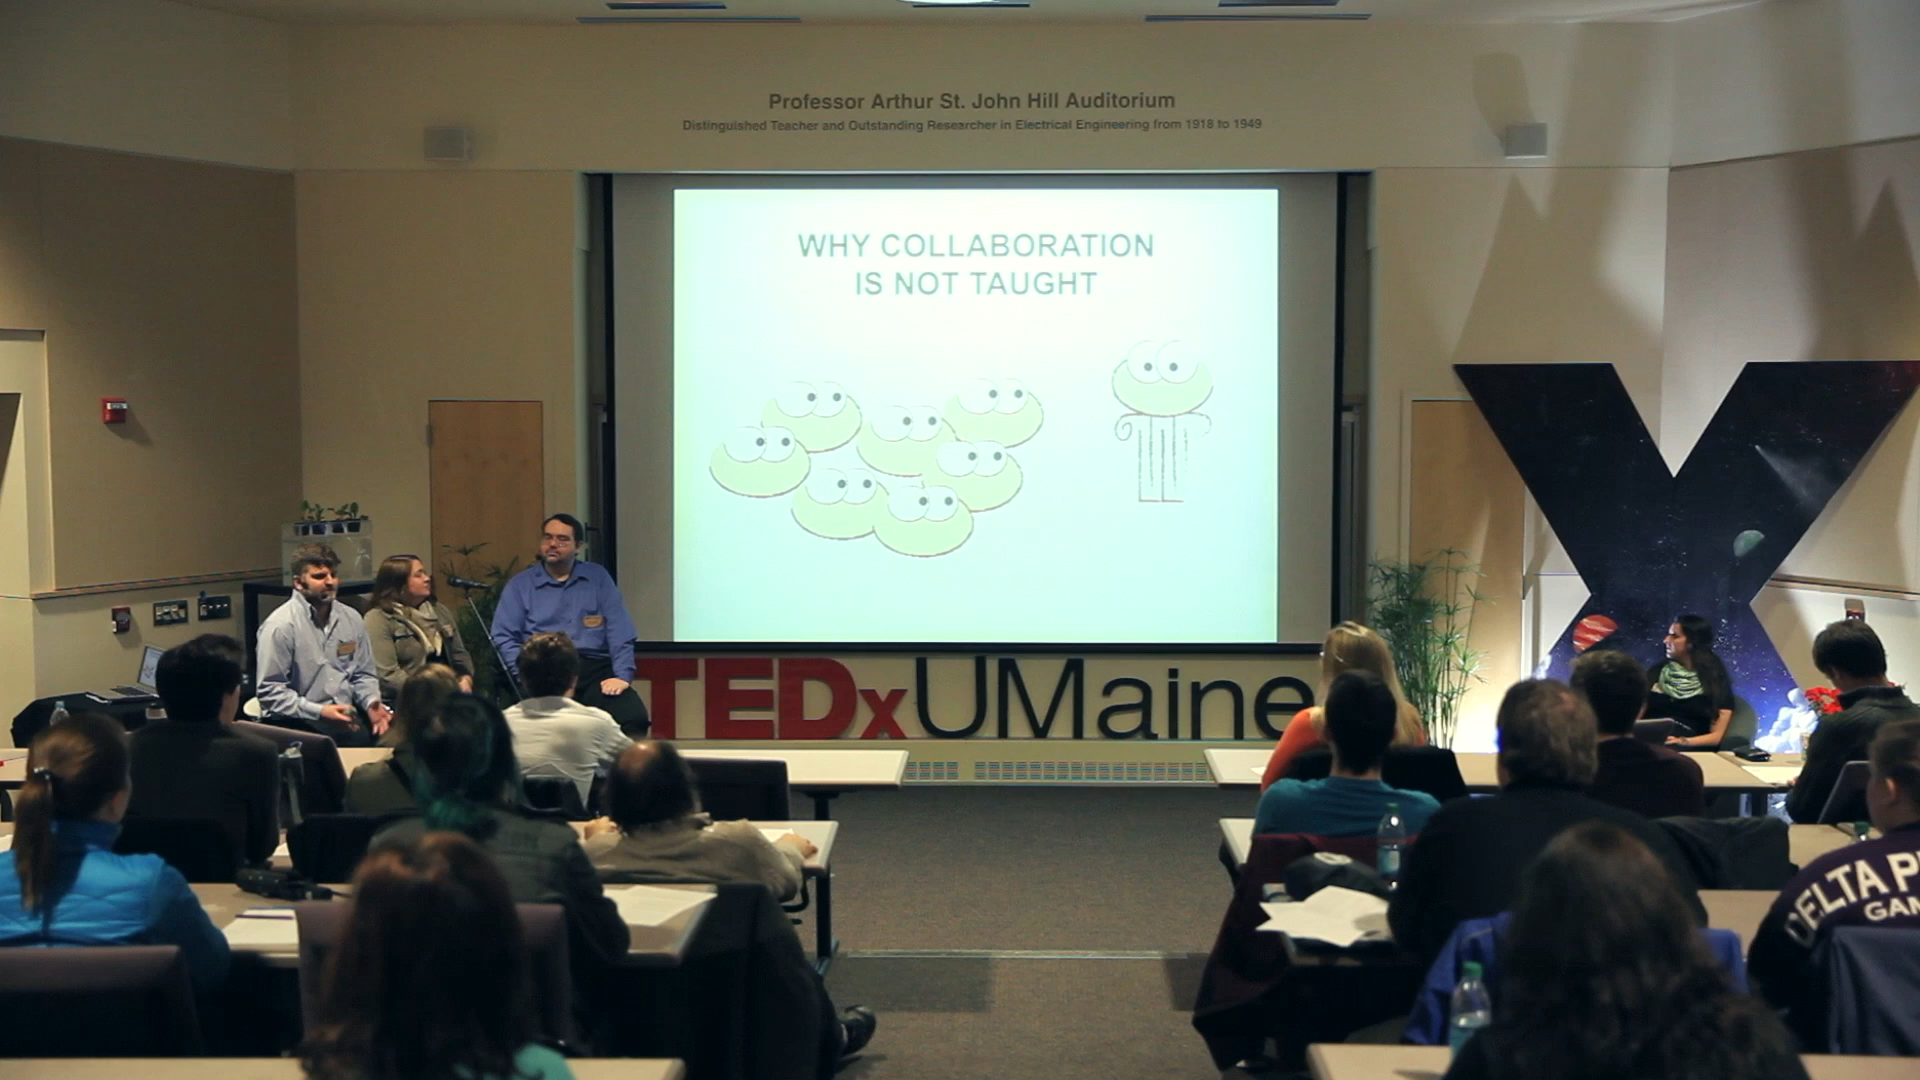 Professor Arthur St. John Hill Auditorium
Distinguished Teacher and Outstanding Researcher in Electrical Engineering from 1918 to 1949
WHY COLLABORATION
IS NOT TAUGHT
X
TEDxUMaine
DELTA P
GAM